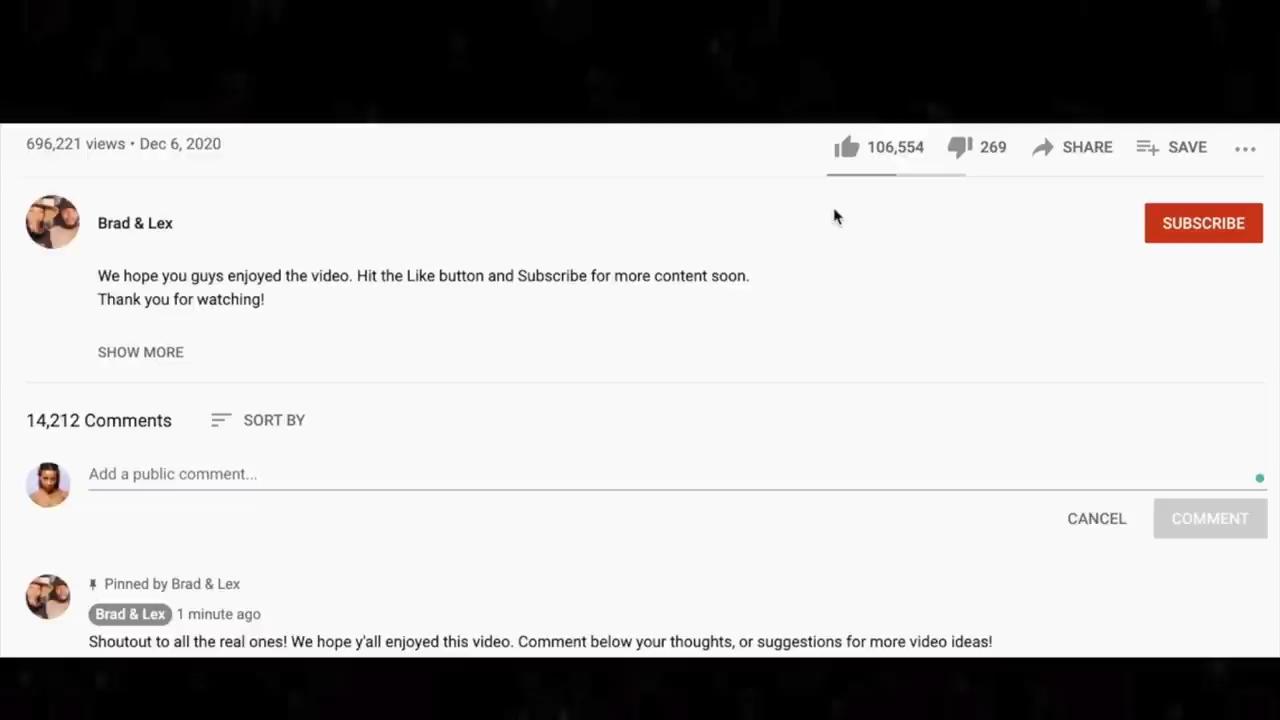 696,221 views • Dec 6, 2020
106,554
269
SHARE
SAVE
Brad & Lex
SUBSCRIBE
We hope you guys enjoyed the video. Hit the Like button and Subscribe for more content soon.
Thank you for watching!
SHOW MORE
14,212 Comments
SORT BY
Add a public comment...
CANCEL
COMMENT
Pinned by Brad & Lex
Brad & Lex 1 minute ago
Shoutout to all the real ones! We hope y'all enjoyed this video. Comment below your thoughts, or suggestions for more video ideas!